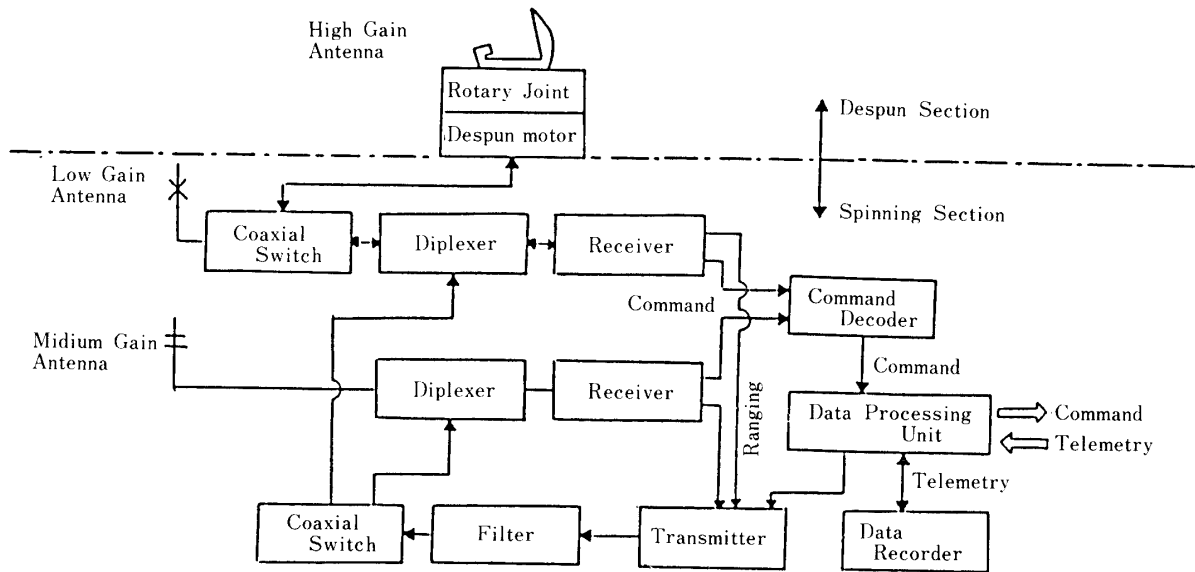 High Gain
Antenna
Rotary Joint
Despun motor
Despun Section
Low Gain
Antenna
Spinning Section
Coaxial
Switch
Diplexer
Receiver
Command
Command
Decoder
Midium Gain
Antenna
Diplexer
Receiver
Command
Ranging
Data Processing
Unit
Command
Telemetry
Telemetry
Coaxial
Switch
Filter
Transmitter
Data
Recorder